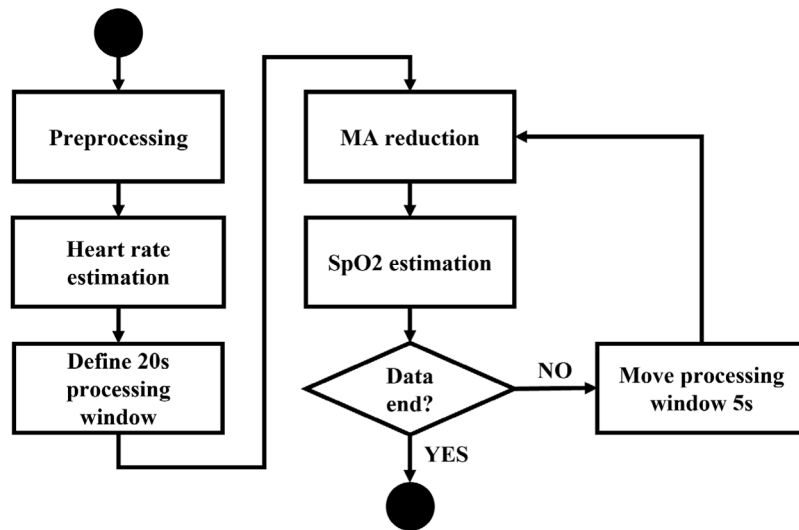 Preprocessing
Heart rate
estimation
Define 20s
processing
window
MA reduction
SpO2 estimation
Data
end?
NO
YES
Move processing
window 5s